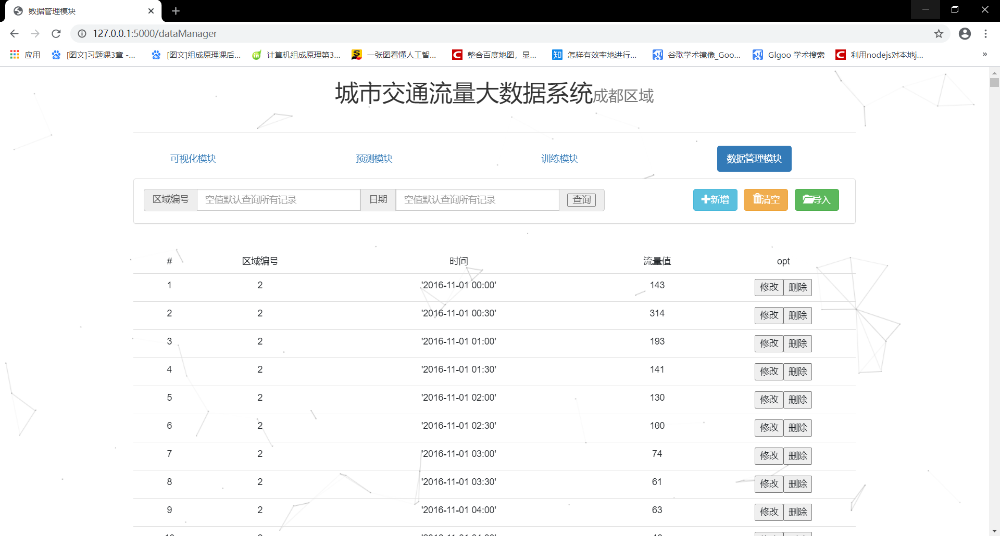 数据管理模块
127.0.0.1:5000/dataManager
应用 [图文]习题课3章 -... [图文]组成原理课后... 计算机组成原理第3... 一张图看懂人工智... 整合百度地图，显... 怎样有效率地进行... 谷歌学术镜像_Goo... Glgoo 学术搜索 利用nodejs对本地j... »
城市交通流量大数据系统成都区域
可视化模块 预测模块 训练模块 数据管理模块
区域编号 空值默认查询所有记录 日期 空值默认查询所有记录 查询 新增 清空 导入
# 区域编号 时间 流量值 opt
1 2 '2016-11-01 00:00' 143 修改 删除
2 2 '2016-11-01 00:30' 314 修改 删除
3 2 '2016-11-01 01:00' 193 修改 删除
4 2 '2016-11-01 01:30' 141 修改 删除
5 2 '2016-11-01 02:00' 130 修改 删除
6 2 '2016-11-01 02:30' 100 修改 删除
7 2 '2016-11-01 03:00' 74 修改 删除
8 2 '2016-11-01 03:30' 61 修改 删除
9 2 '2016-11-01 04:00' 63 修改 删除